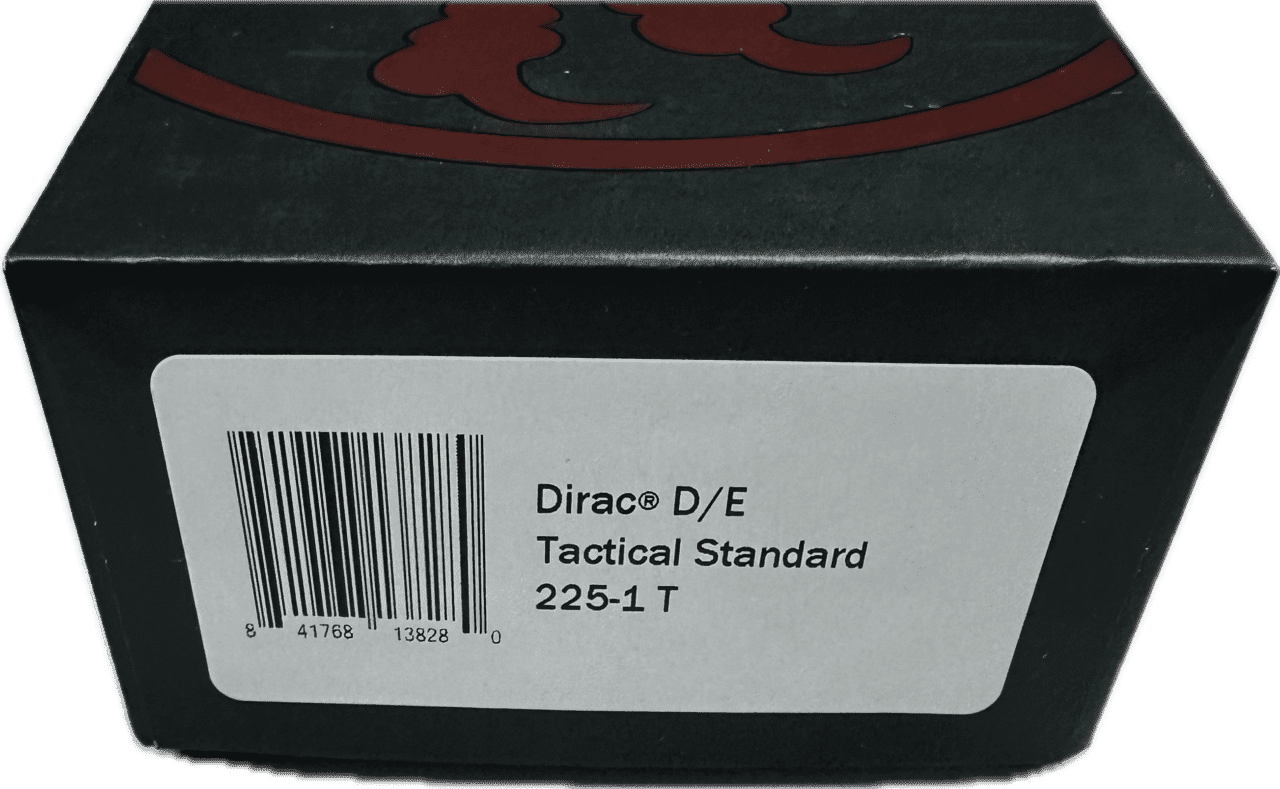 8 41768 13828 0
Dirac® D/E
Tactical Standard
225-1 T